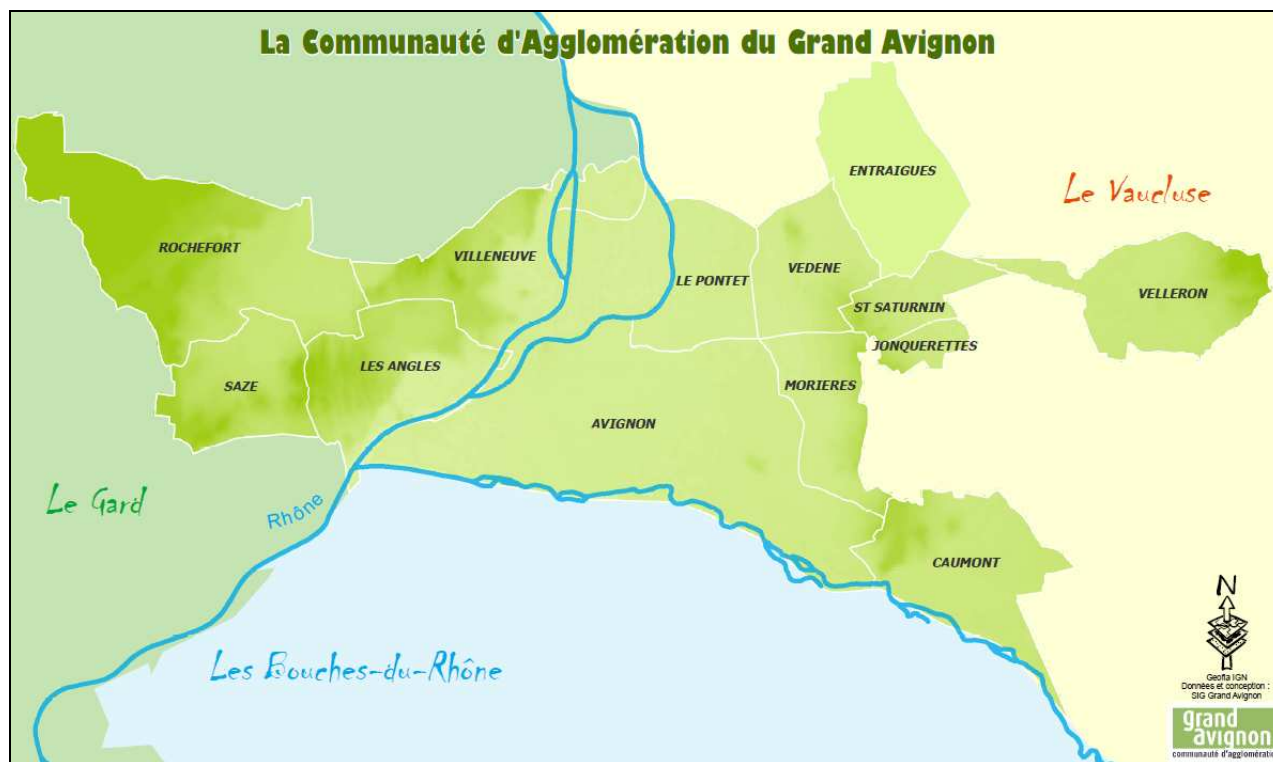 La Communauté d'Agglomération du Grand Avignon
ENTRAIGUES
Le Vaucluse
ROCHEFORT
VILLENEUVE
LE PONTET
VEDENE
VELLERON
ST SATURNIN
JONQUERETTES
SAZE
LES ANGLES
MORIERES
AVIGNON
Le Gard
Rhône
CAUMONT
Les Bouches-du-Rhône
N
Geofla IGN
Données et conception :
SIG Grand Avignon
grand
avignon
communauté d'agglomération